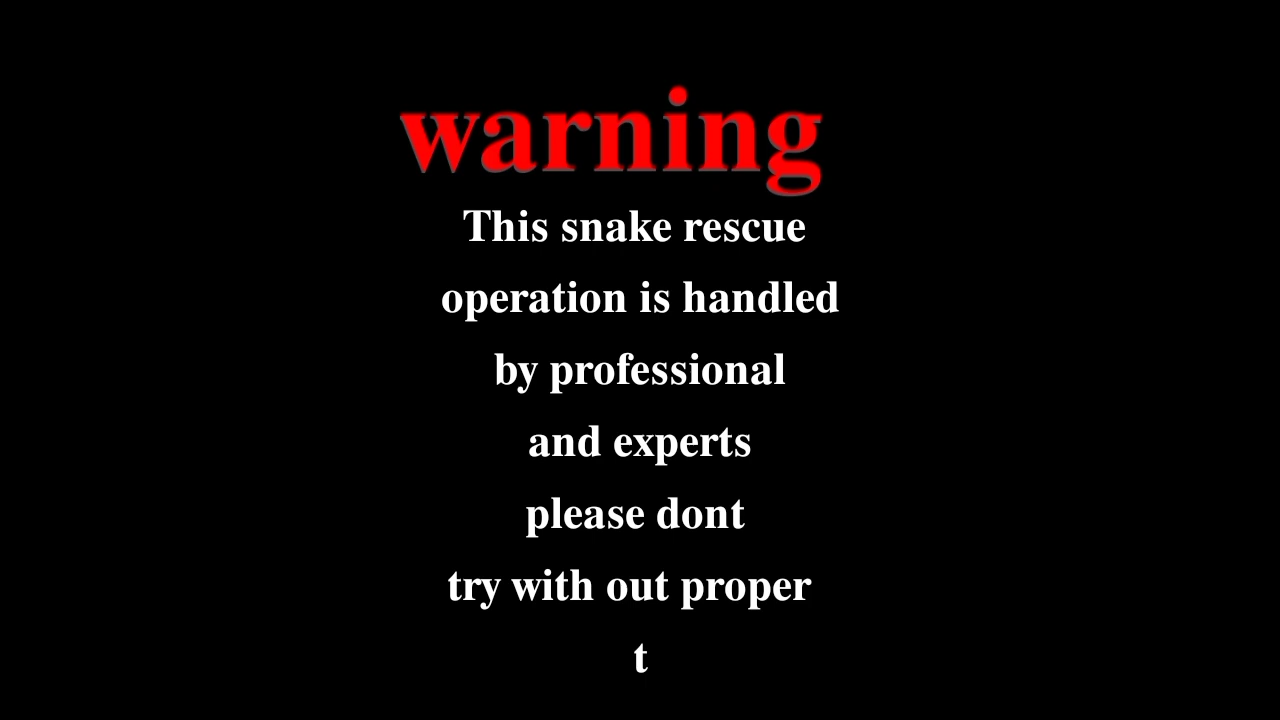 warning
This snake rescue
operation is handled
by professional
and experts
please dont
try with out proper
t